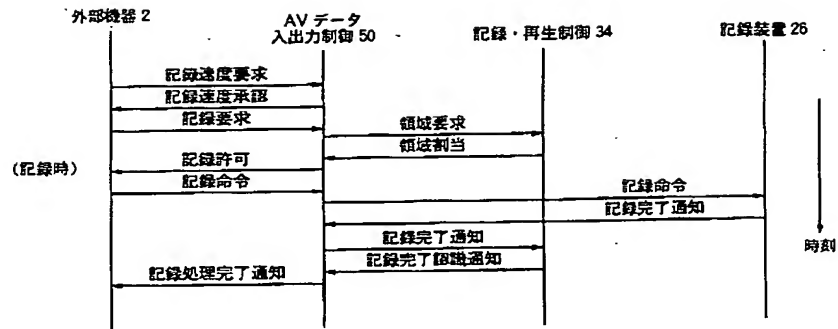 外部機器 2
AV データ
入出力制御 50
記録・再生制御 34
記録装置 26
記録速度要求
記録速度承認
記録要求
領域要求
領域割当
(記録時)
記録許可
記録命令
記録命令
記録完了通知
記録完了通知
時刻
記録完了認識通知
記録処理完了通知